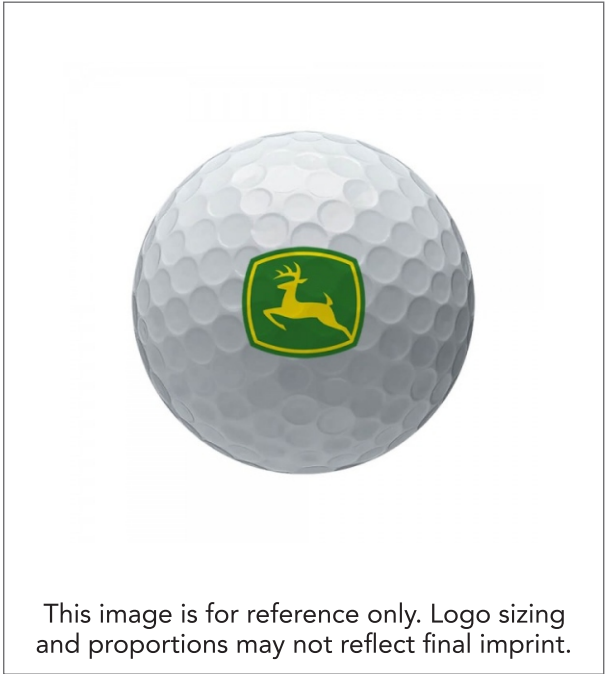 This image is for reference only. Logo sizing
and proportions may not reflect final imprint.